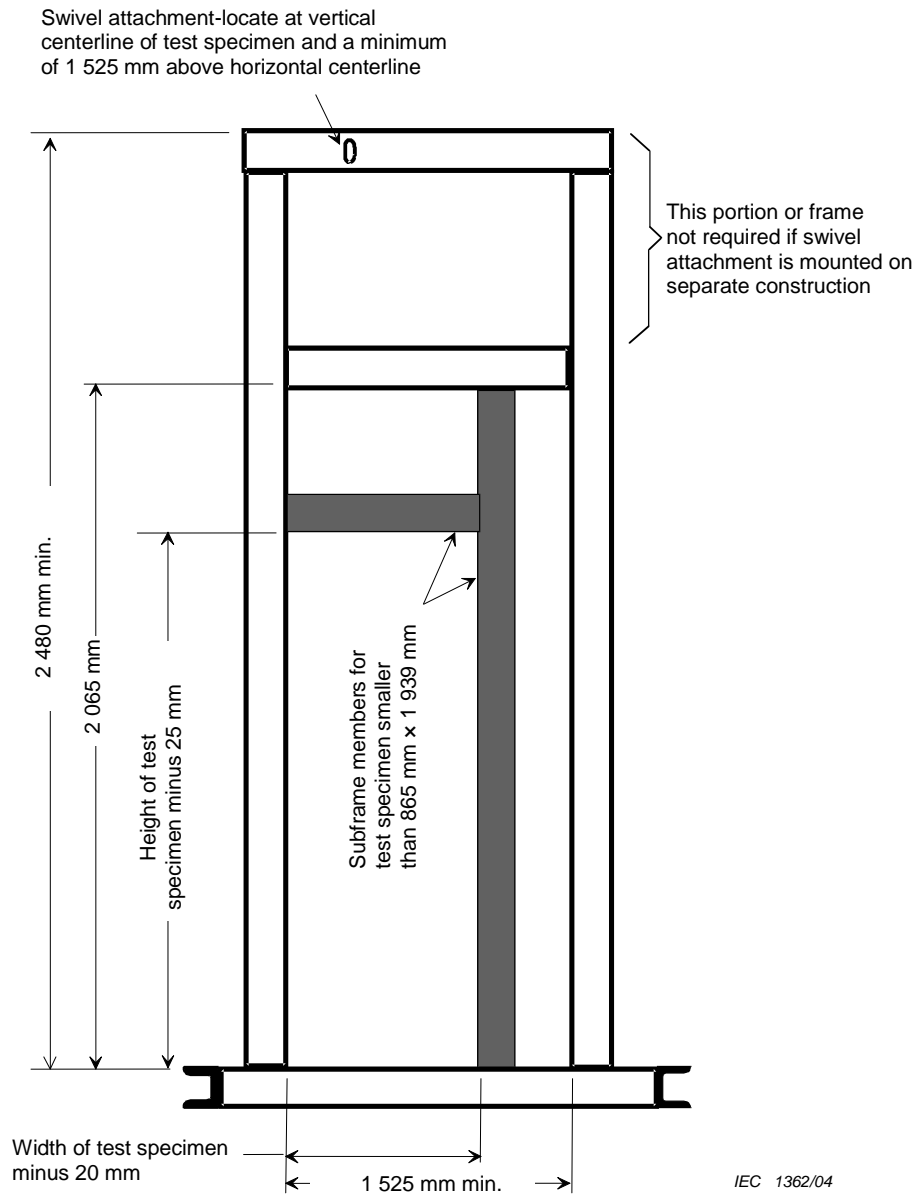 Swivel attachment-locate at vertical
centerline of test specimen and a minimum
of 1 525 mm above horizontal centerline
This portion or frame
not required if swivel
attachment is mounted on
separate construction
2 480 mm min.
2 065 mm
Height of test
specimen minus 25 mm
Subframe members for
test specimen smaller
than 865 mm × 1 939 mm
Width of test specimen
minus 20 mm
1 525 mm min.
IEC 1362/04